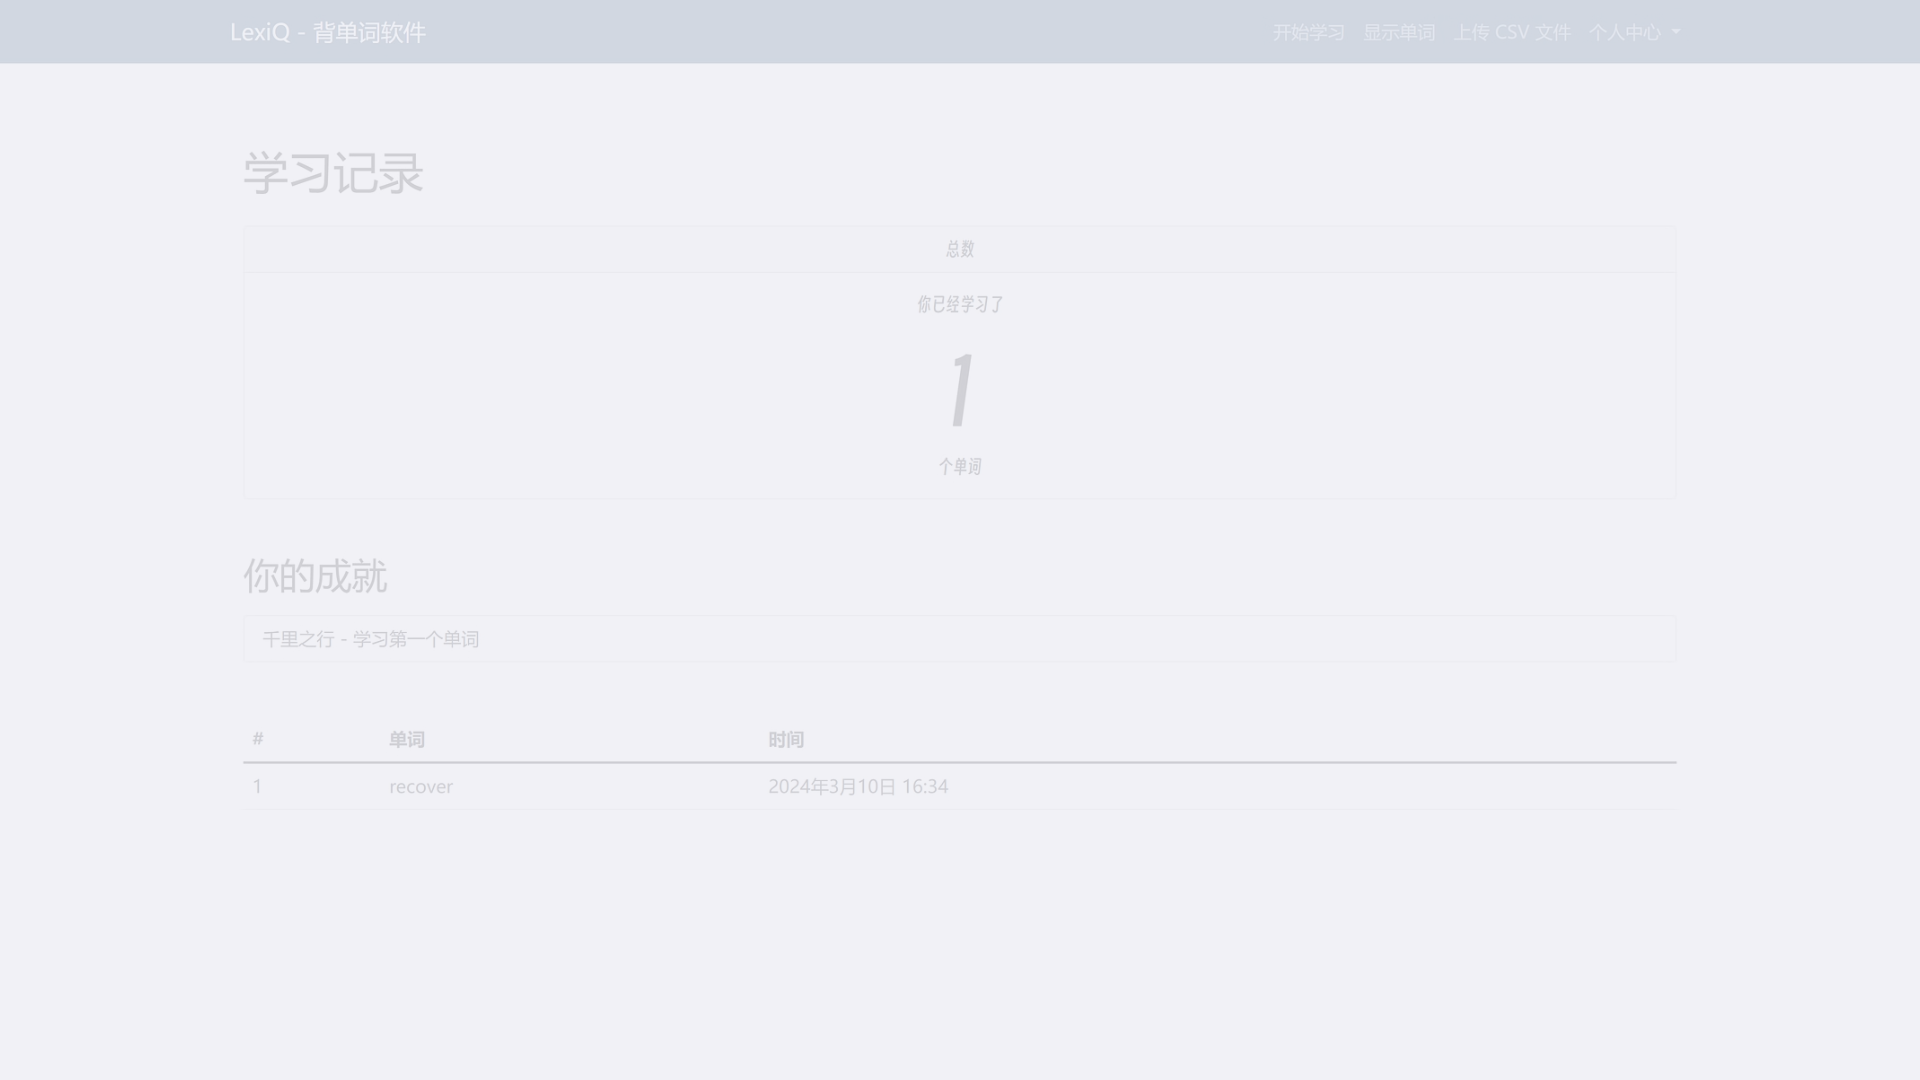 LexiQ - 背单词软件 开始学习 显示单词 上传 CSV 文件 个人中心
学习记录
总数
你已经学习了
1
个单词
你的成就
千里之行 - 学习第一个单词
# 单词 时间
1 recover 2024年3月10日 16:34